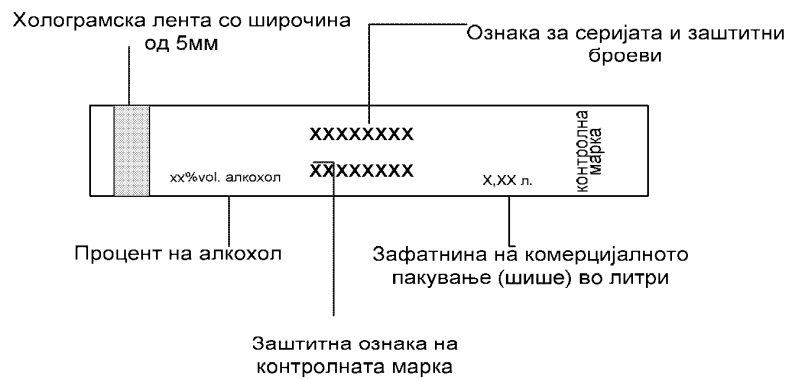 Холограмска лента со широчина
од 5мм
Ознака за серијата и заштитни
броеви
XXXXXXXX
XXXXXXXX
xx%vol. алкохол
X,XX л.
контролна
марка
Процент на алкохол
Зафатнина на комерцијалното
пакување (шише) во литри
Заштитна ознака на
контролната марка